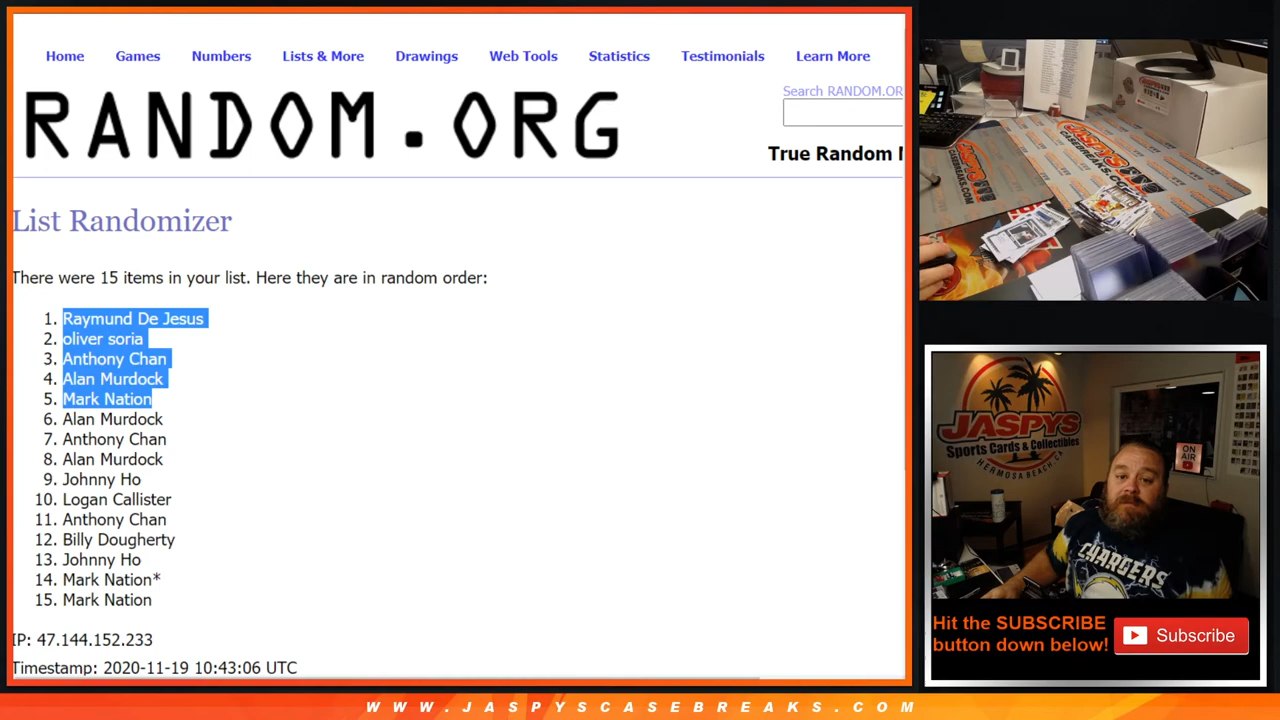 Home Games Numbers Lists & More Drawings Web Tools Statistics Testimonials Learn More
Search RANDOM.OR
RANDOM.ORG
True Random
List Randomizer
There were 15 items in your list. Here they are in random order:
1. Raymund De Jesus
2. oliver soria
3. Anthony Chan
4. Alan Murdock
5. Mark Nation
6. Alan Murdock
7. Anthony Chan
8. Alan Murdock
9. Johnny Ho
10. Logan Callister
11. Anthony Chan
12. Billy Dougherty
13. Johnny Ho
14. Mark Nation*
15. Mark Nation
IP: 47.144.152.233
Timestamp: 2020-11-19 10:43:06 UTC
JASPYS
CASEBREAKS.COM
JASPYS
Sports Cards & Collectibles
HERMOSA BEACH, CA
ON
AIR
CHARGERS
Hit the SUBSCRIBE
button down below!
Subscribe
WWW.JASPYSCASEBREAKS.COM